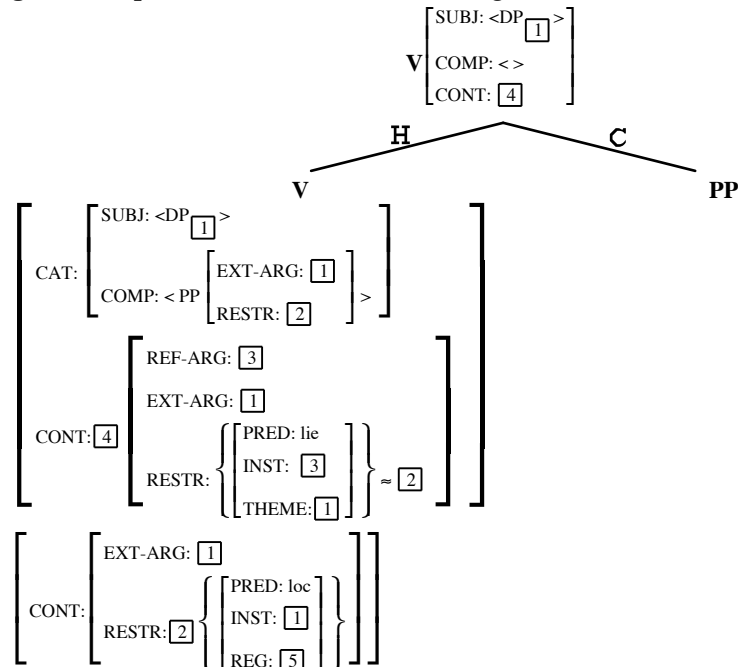 SUBJ: <DP 1 >
V COMP: < >
CONT: 4
H C
V PP
SUBJ: <DP 1 >
CAT:
EXT-ARG: 1
COMP: < PP >
RESTR: 2
REF-ARG: 3
EXT-ARG: 1
CONT: 4
PRED: lie
INST: 3
RESTR: ≈ 2
THEME: 1
EXT-ARG: 1
PRED: loc
CONT:
INST: 1
RESTR: 2
REG: 5